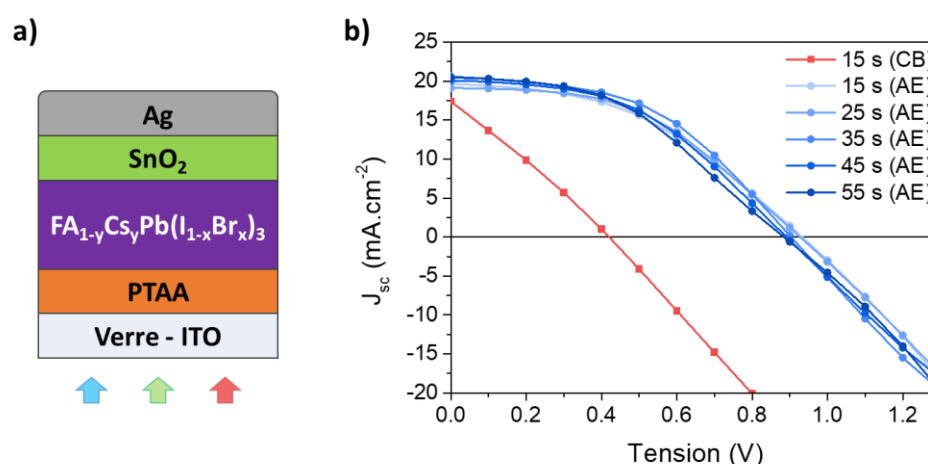 a)
Ag
SnO₂
FA₁₋ᵧCsᵧPb(I₁₋ₓBrₓ)₃
PTAA
Verre - ITO
b)
25
20
15
10
5
0
-5
-10
-15
-20
0.0
0.2
0.4
0.6
0.8
1.0
1.2
J_sc (mA.cm⁻²)
Tension (V)
15 s (CB)
15 s (AE)
25 s (AE)
35 s (AE)
45 s (AE)
55 s (AE)